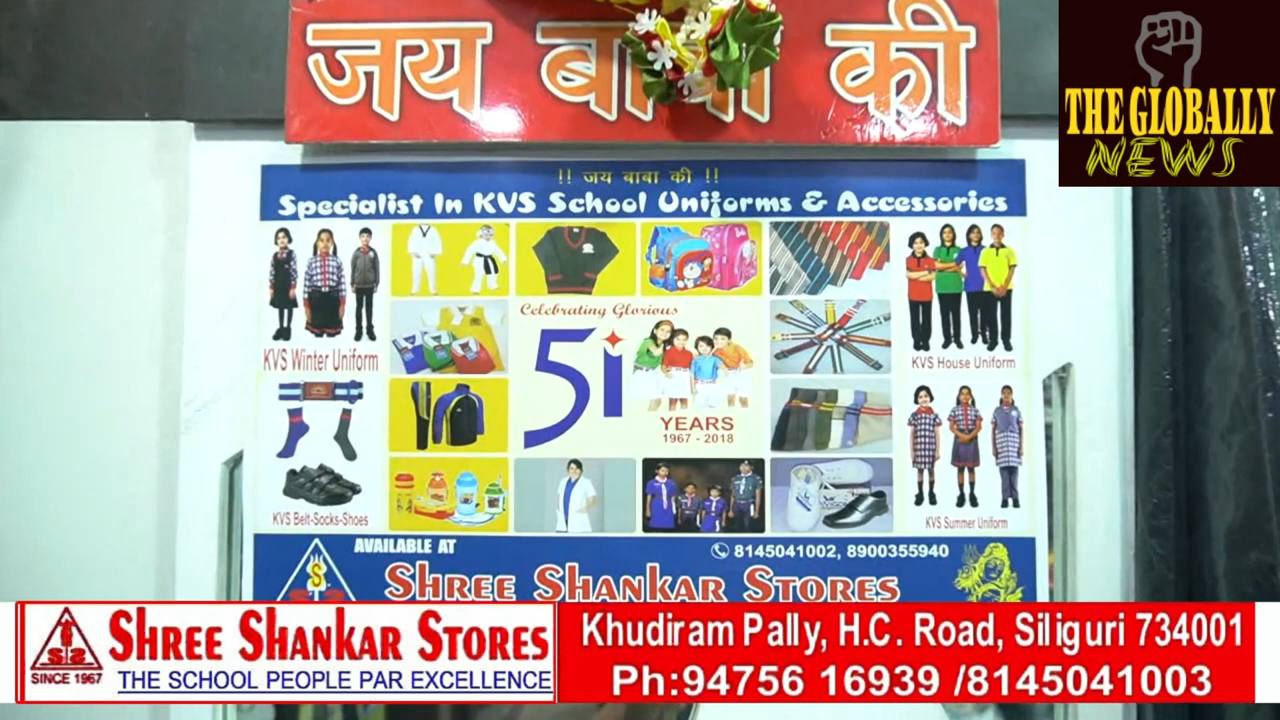 जय बाबा की
THE GLOBALLY
NEWS
!! जय बाबा की !!
Specialist In KVS School Uniforms & Accessories
KVS Winter Uniform
Celebrating Glorious
51
YEARS
1967 - 2018
KVS House Uniform
KVS Belt-Socks-Shoes
KVS Summer Uniform
AVAILABLE AT
8145041002, 8900355940
SHREE SHANKAR STORES
SHREE SHANKAR STORES
SINCE 1967
THE SCHOOL PEOPLE PAR EXCELLENCE
Khudiram Pally, H.C. Road, Siliguri 734001
Ph:94756 16939 /8145041003